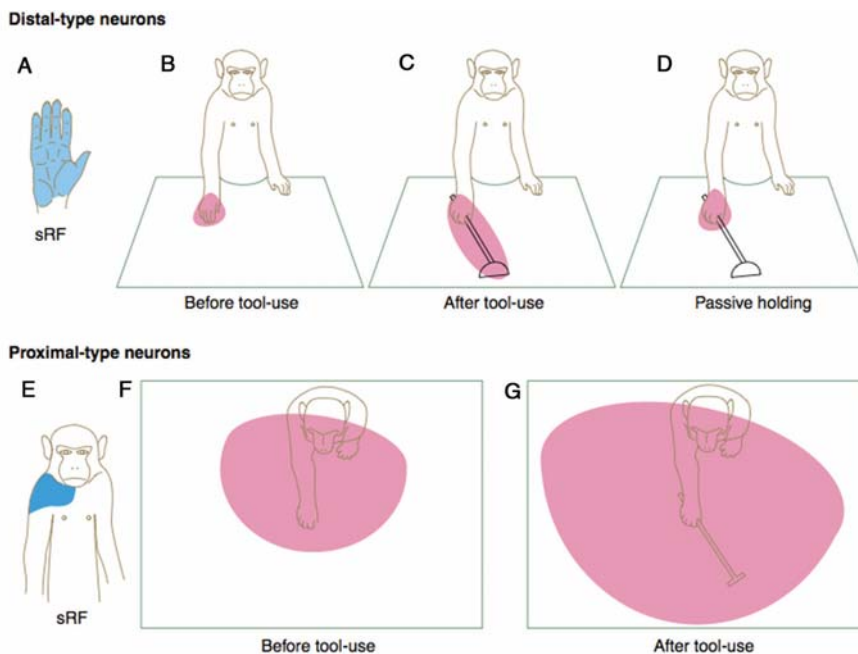 Distal-type neurons
A
B
C
D
sRF
Before tool-use
After tool-use
Passive holding
Proximal-type neurons
E
F
G
sRF
Before tool-use
After tool-use